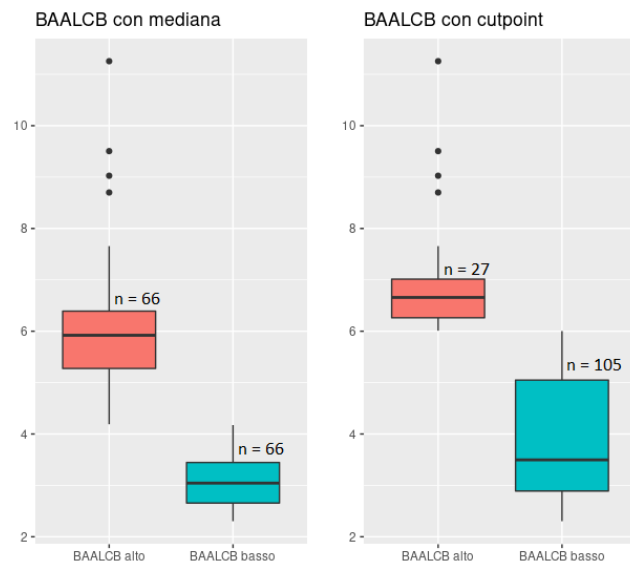 BAALCB con mediana
10
8
6
4
2
n = 66
n = 66
BAALCB alto
BAALCB basso
BAALCB con cutpoint
10
8
6
4
2
n = 27
n = 105
BAALCB alto
BAALCB basso